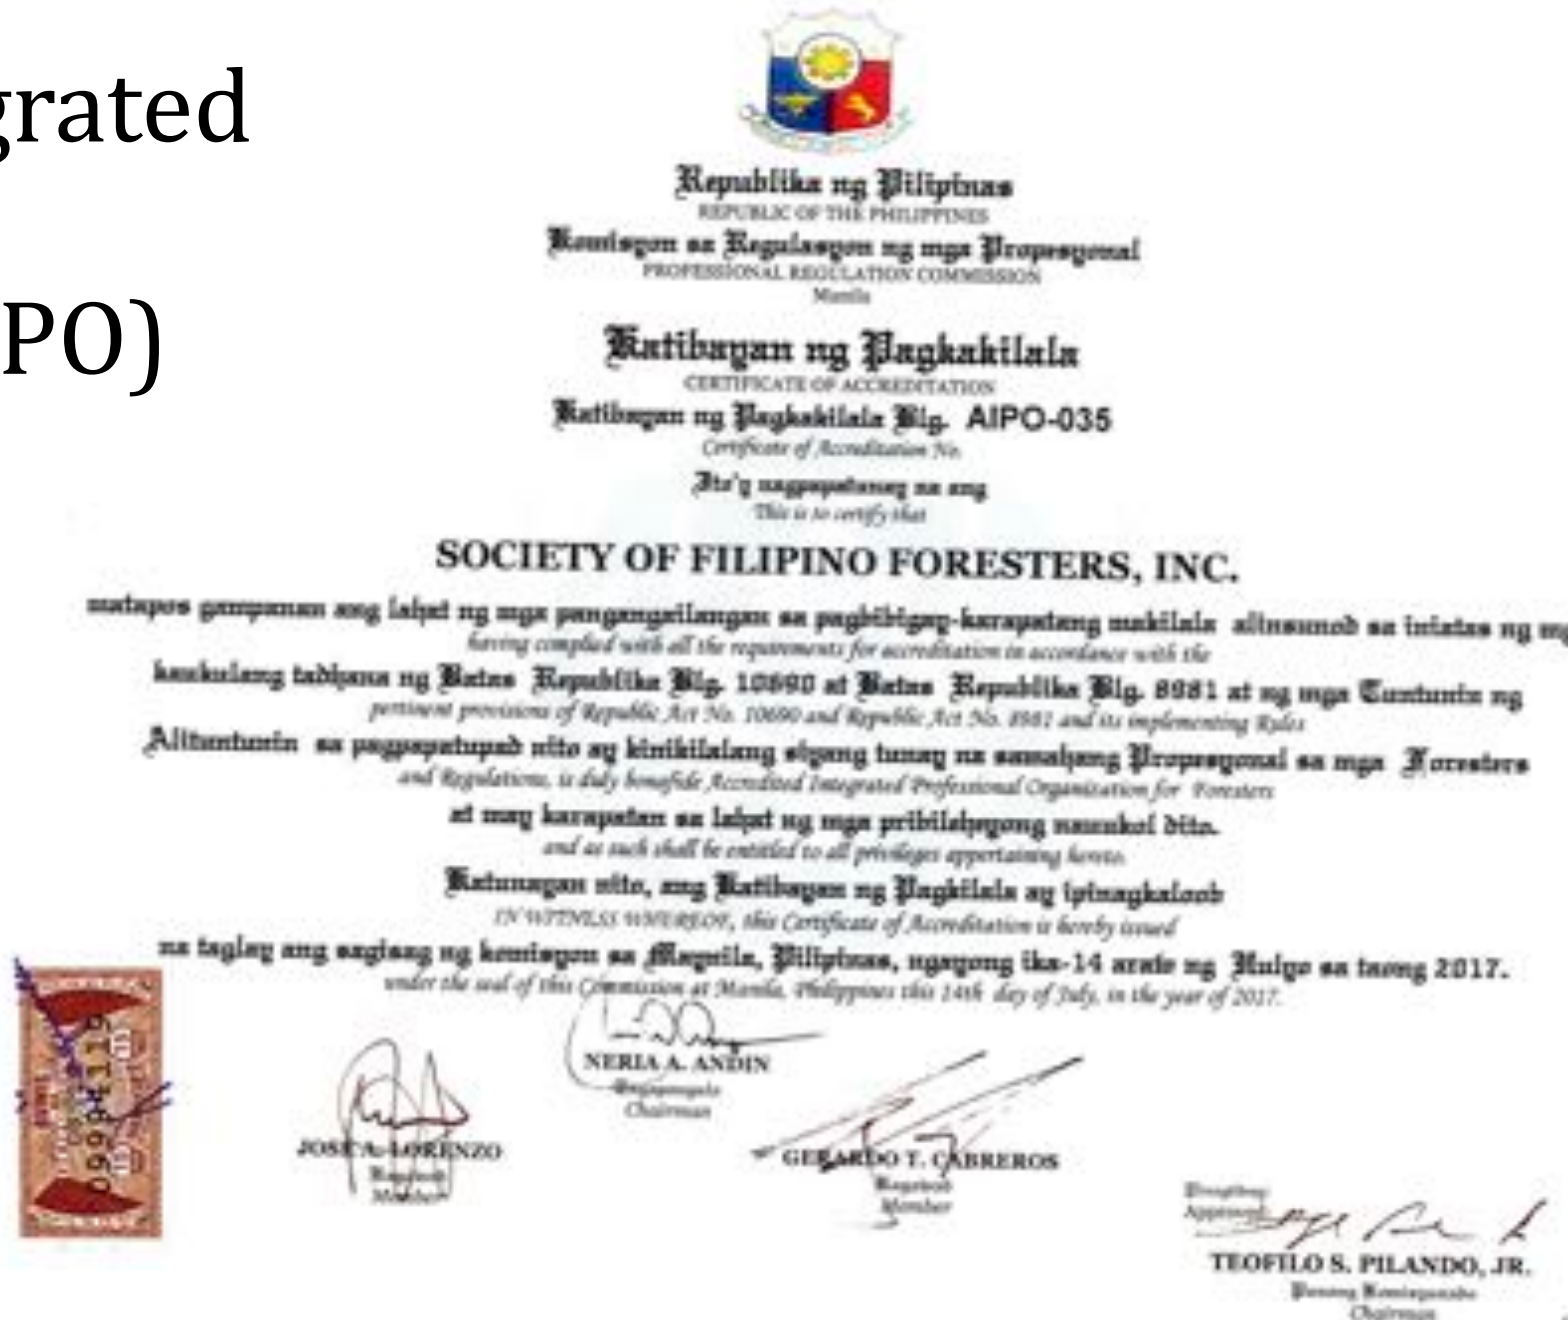 grated
PO)
Republika ng Pilipinas
REPUBLIC OF THE PHILIPPINES
Komisyon sa Regulasyon ng mga Propesyonal
PROFESSIONAL REGULATION COMMISSION
Manila
Katibayan ng Pagkakilala
CERTIFICATE OF ACCREDITATION
Katibayan ng Pagkakilala Blg. AIPO-035
Certificate of Accreditation No.
Ito'y nagpapatunay na ang
This is to certify that
SOCIETY OF FILIPINO FORESTERS, INC.
matapos gampanan ang lahat ng mga pangangailangan sa pagbibigay-karapatang makilala alinsunod sa iniatas ng mg
having complied with all the requirements for accreditation in accordance with the
kaukulang tadhana ng Batas Republika Blg. 10690 at Batas Republika Blg. 8981 at ng mga Tuntunin ng
pertinent provisions of Republic Act No. 10690 and Republic Act No. 8981 and its implementing Rules
Alituntunin sa pagpapatupad nito ay kinikilalang siyang tunay na samahang Propesyonal sa mga Foresters
and Regulations, is duly bonafide Accredited Integrated Professional Organization for Foresters
at may karapatan sa lahat ng mga pribilehiyong nauukol dito.
and as such shall be entitled to all privileges appertaining hereto.
Katunayan nito, ang Katibayan ng Pagkilala ay ipinagkaloob
IN WITNESS WHEREOF, this Certificate of Accreditation is hereby issued
na taglay ang sagisag ng komisyon sa Maynila, Pilipinas, ngayong ika-14 araw ng Hulyo sa taong 2017.
under the seal of this Commission at Manila, Philippines this 14th day of July, in the year of 2017.
NERIA A. ANDIN
Chairman
JOSE A. LORENZO
Kagawad
Member
GERARDO T. CABREROS
Kagawad
Member
Approved
TEOFILO S. PILANDO, JR.
Chairman